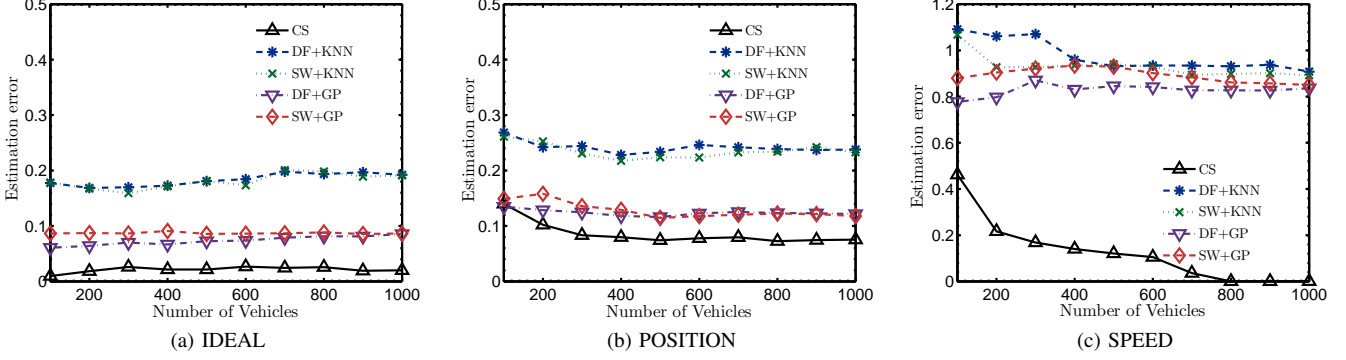 0.5
0.4
0.3
0.2
0.1
0
Estimation error
CS
DF+KNN
SW+KNN
DF+GP
SW+GP
200 400 600 800 1000
Number of Vehicles
(a) IDEAL
0.5
0.4
0.3
0.2
0.1
0
Estimation error
CS
DF+KNN
SW+KNN
DF+GP
SW+GP
200 400 600 800 1000
Number of Vehicles
(b) POSITION
1.2
1
0.8
0.6
0.4
0.2
0
Estimation error
CS
DF+KNN
SW+KNN
DF+GP
SW+GP
200 400 600 800 1000
Number of Vehicles
(c) SPEED